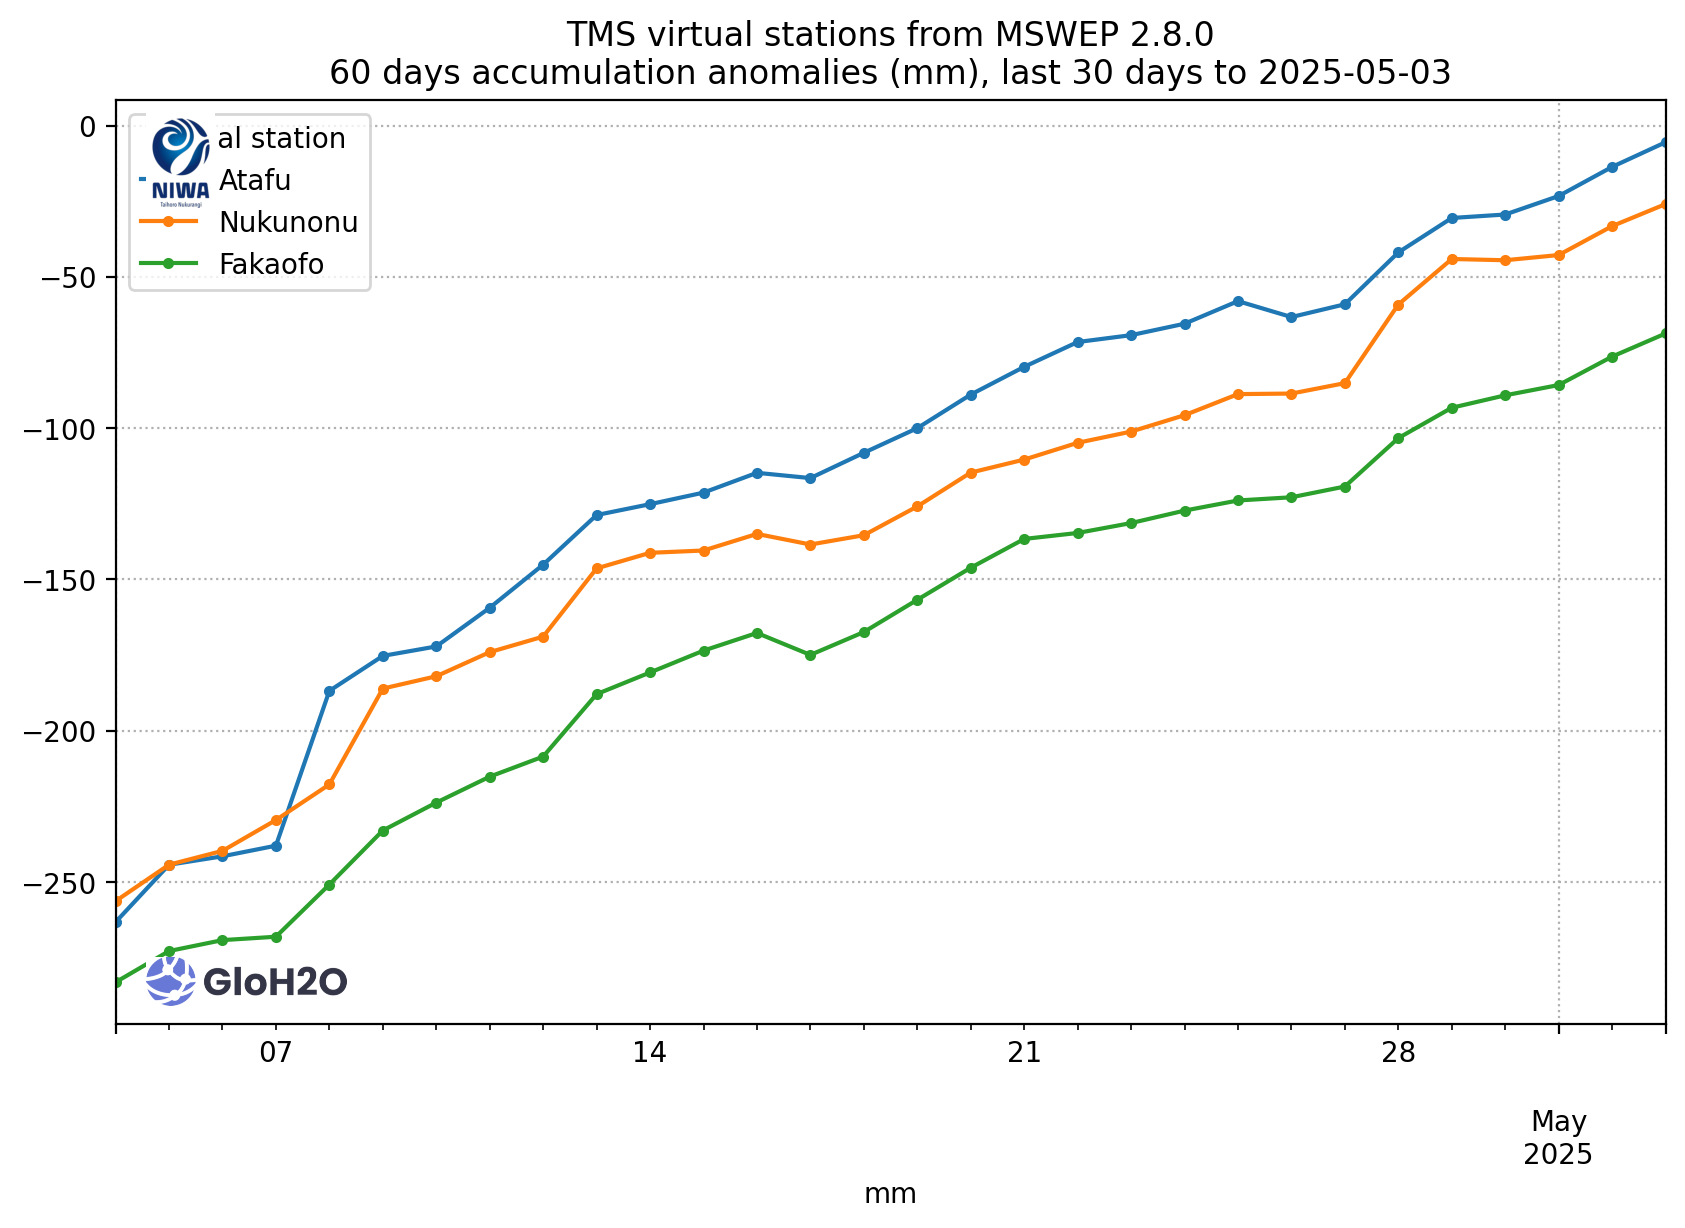 TMS virtual stations from MSWEP 2.8.0
60 days accumulation anomalies (mm), last 30 days to 2025-05-03
al station
NIWA
Taihoro Nukurangi
Atafu
Nukunonu
Fakaofo
0
−50
−100
−150
−200
−250
GloH2O
07 14 21 28
May
2025
mm